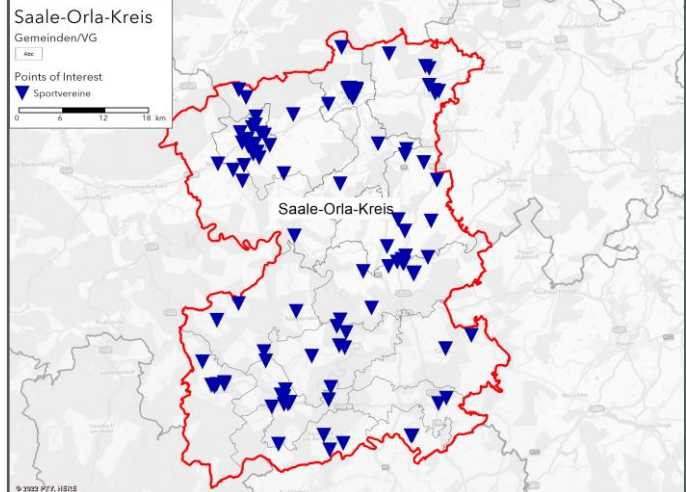 Saale-Orla-Kreis
Gemeinden/VG
Abc
Points of Interest
Sportvereine
0 6 12 18 km
Saale-Orla-Kreis
© 2022 PTV, HERE